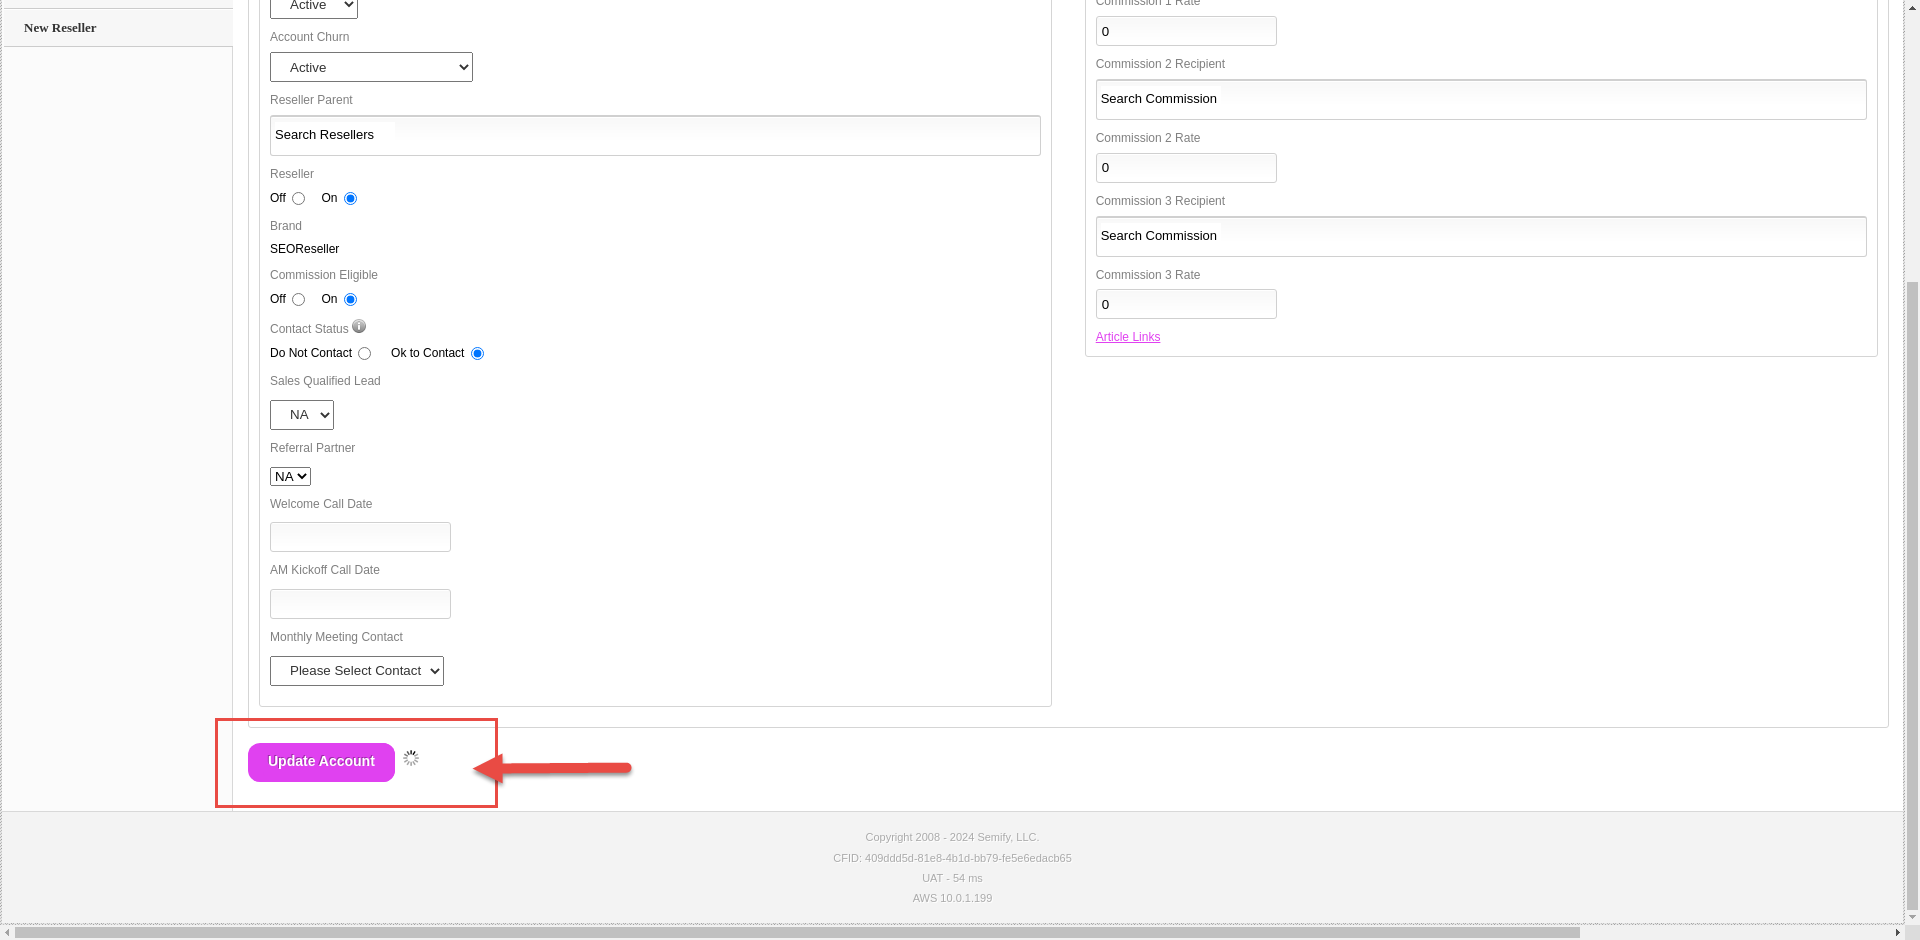 New Reseller
Active
Account Churn
Active
Reseller Parent
Search Resellers
Reseller
Off On
Brand
SEOReseller
Commission Eligible
Off On
Contact Status
Do Not Contact Ok to Contact
Sales Qualified Lead
NA
Referral Partner
NA
Welcome Call Date
AM Kickoff Call Date
Monthly Meeting Contact
Please Select Contact
Commission 1 Rate
0
Commission 2 Recipient
Search Commission
Commission 2 Rate
0
Commission 3 Recipient
Search Commission
Commission 3 Rate
0
Article Links
Update Account
Copyright 2008 - 2024 Semify, LLC.
CFID: 409ddd5d-81e8-4b1d-bb79-fe5e6edacb65
UAT - 54 ms
AWS 10.0.1.199